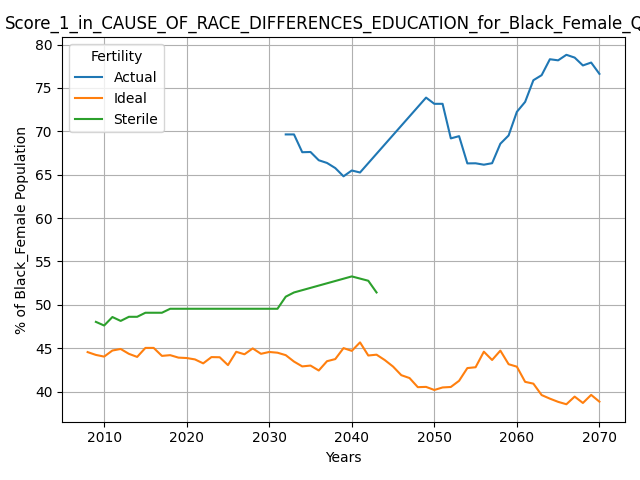 Score_1_in_CAUSE_OF_RACE_DIFFERENCES_EDUCATION_for_Black_Female_Q
Fertility
Actual
Ideal
Sterile
% of Black_Female Population
80
75
70
65
60
55
50
45
40
2010 2020 2030 2040 2050 2060 2070
Years